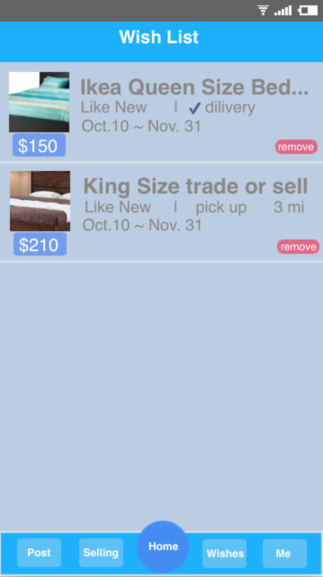 Wish List
Ikea Queen Size Bed...
Like New | ✓ dilivery
Oct.10 ~ Nov. 31
$150
remove
King Size trade or sell
Like New | pick up 3 mi
Oct.10 ~ Nov. 31
$210
remove
Post Selling Home Wishes Me